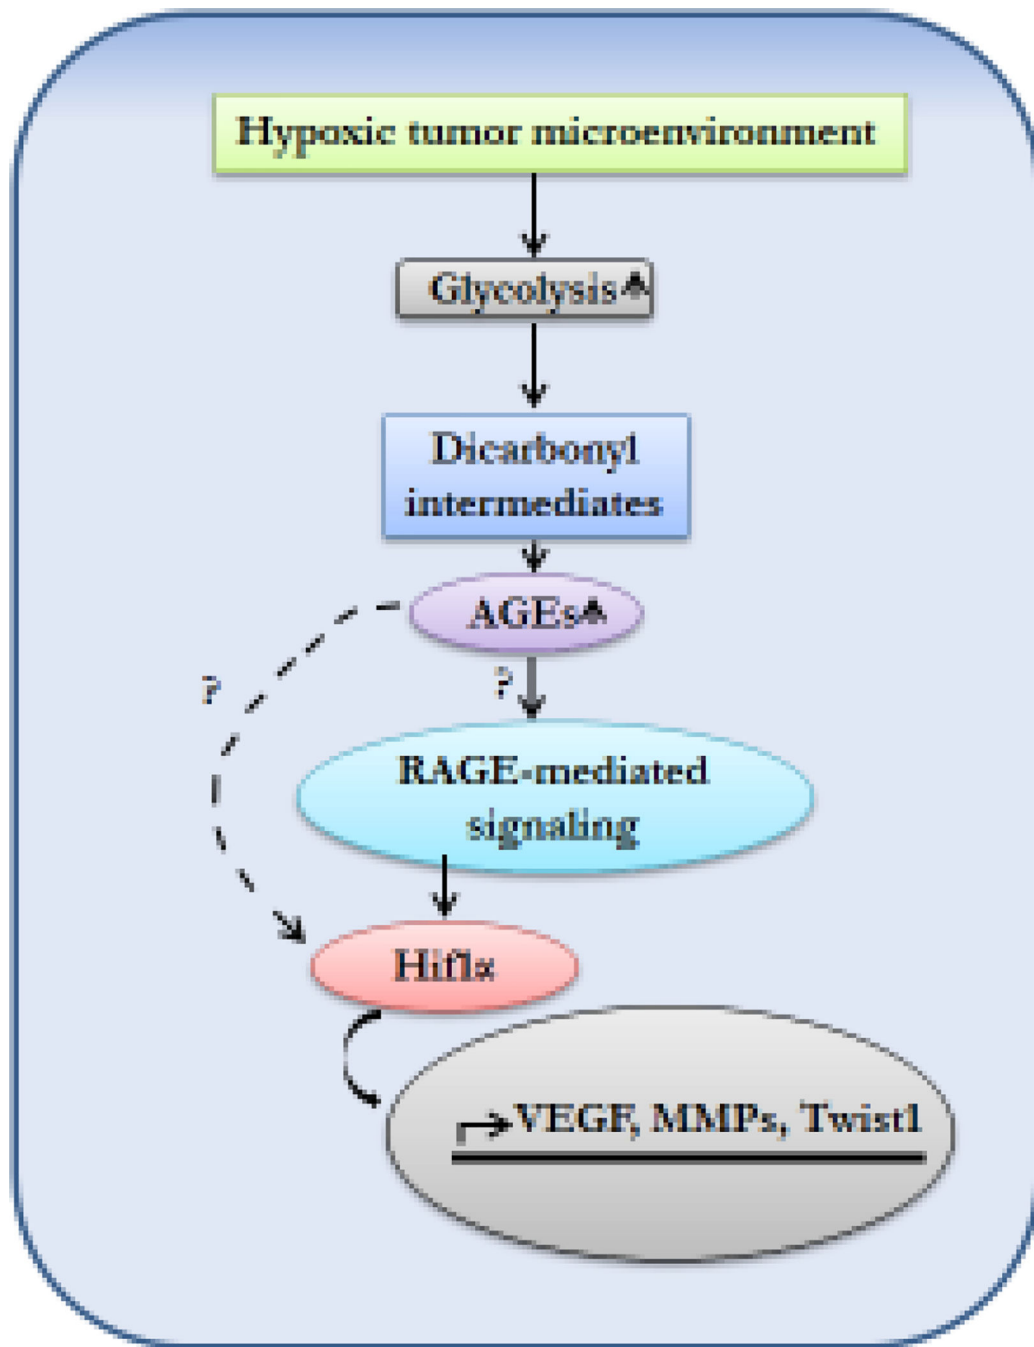 Hypoxic tumor microenvironment
Glycolysis↑
Dicarbonyl
intermediates
AGEs↑
?
?
RAGE-mediated
signaling
Hif1α
VEGF, MMPs, Twist1